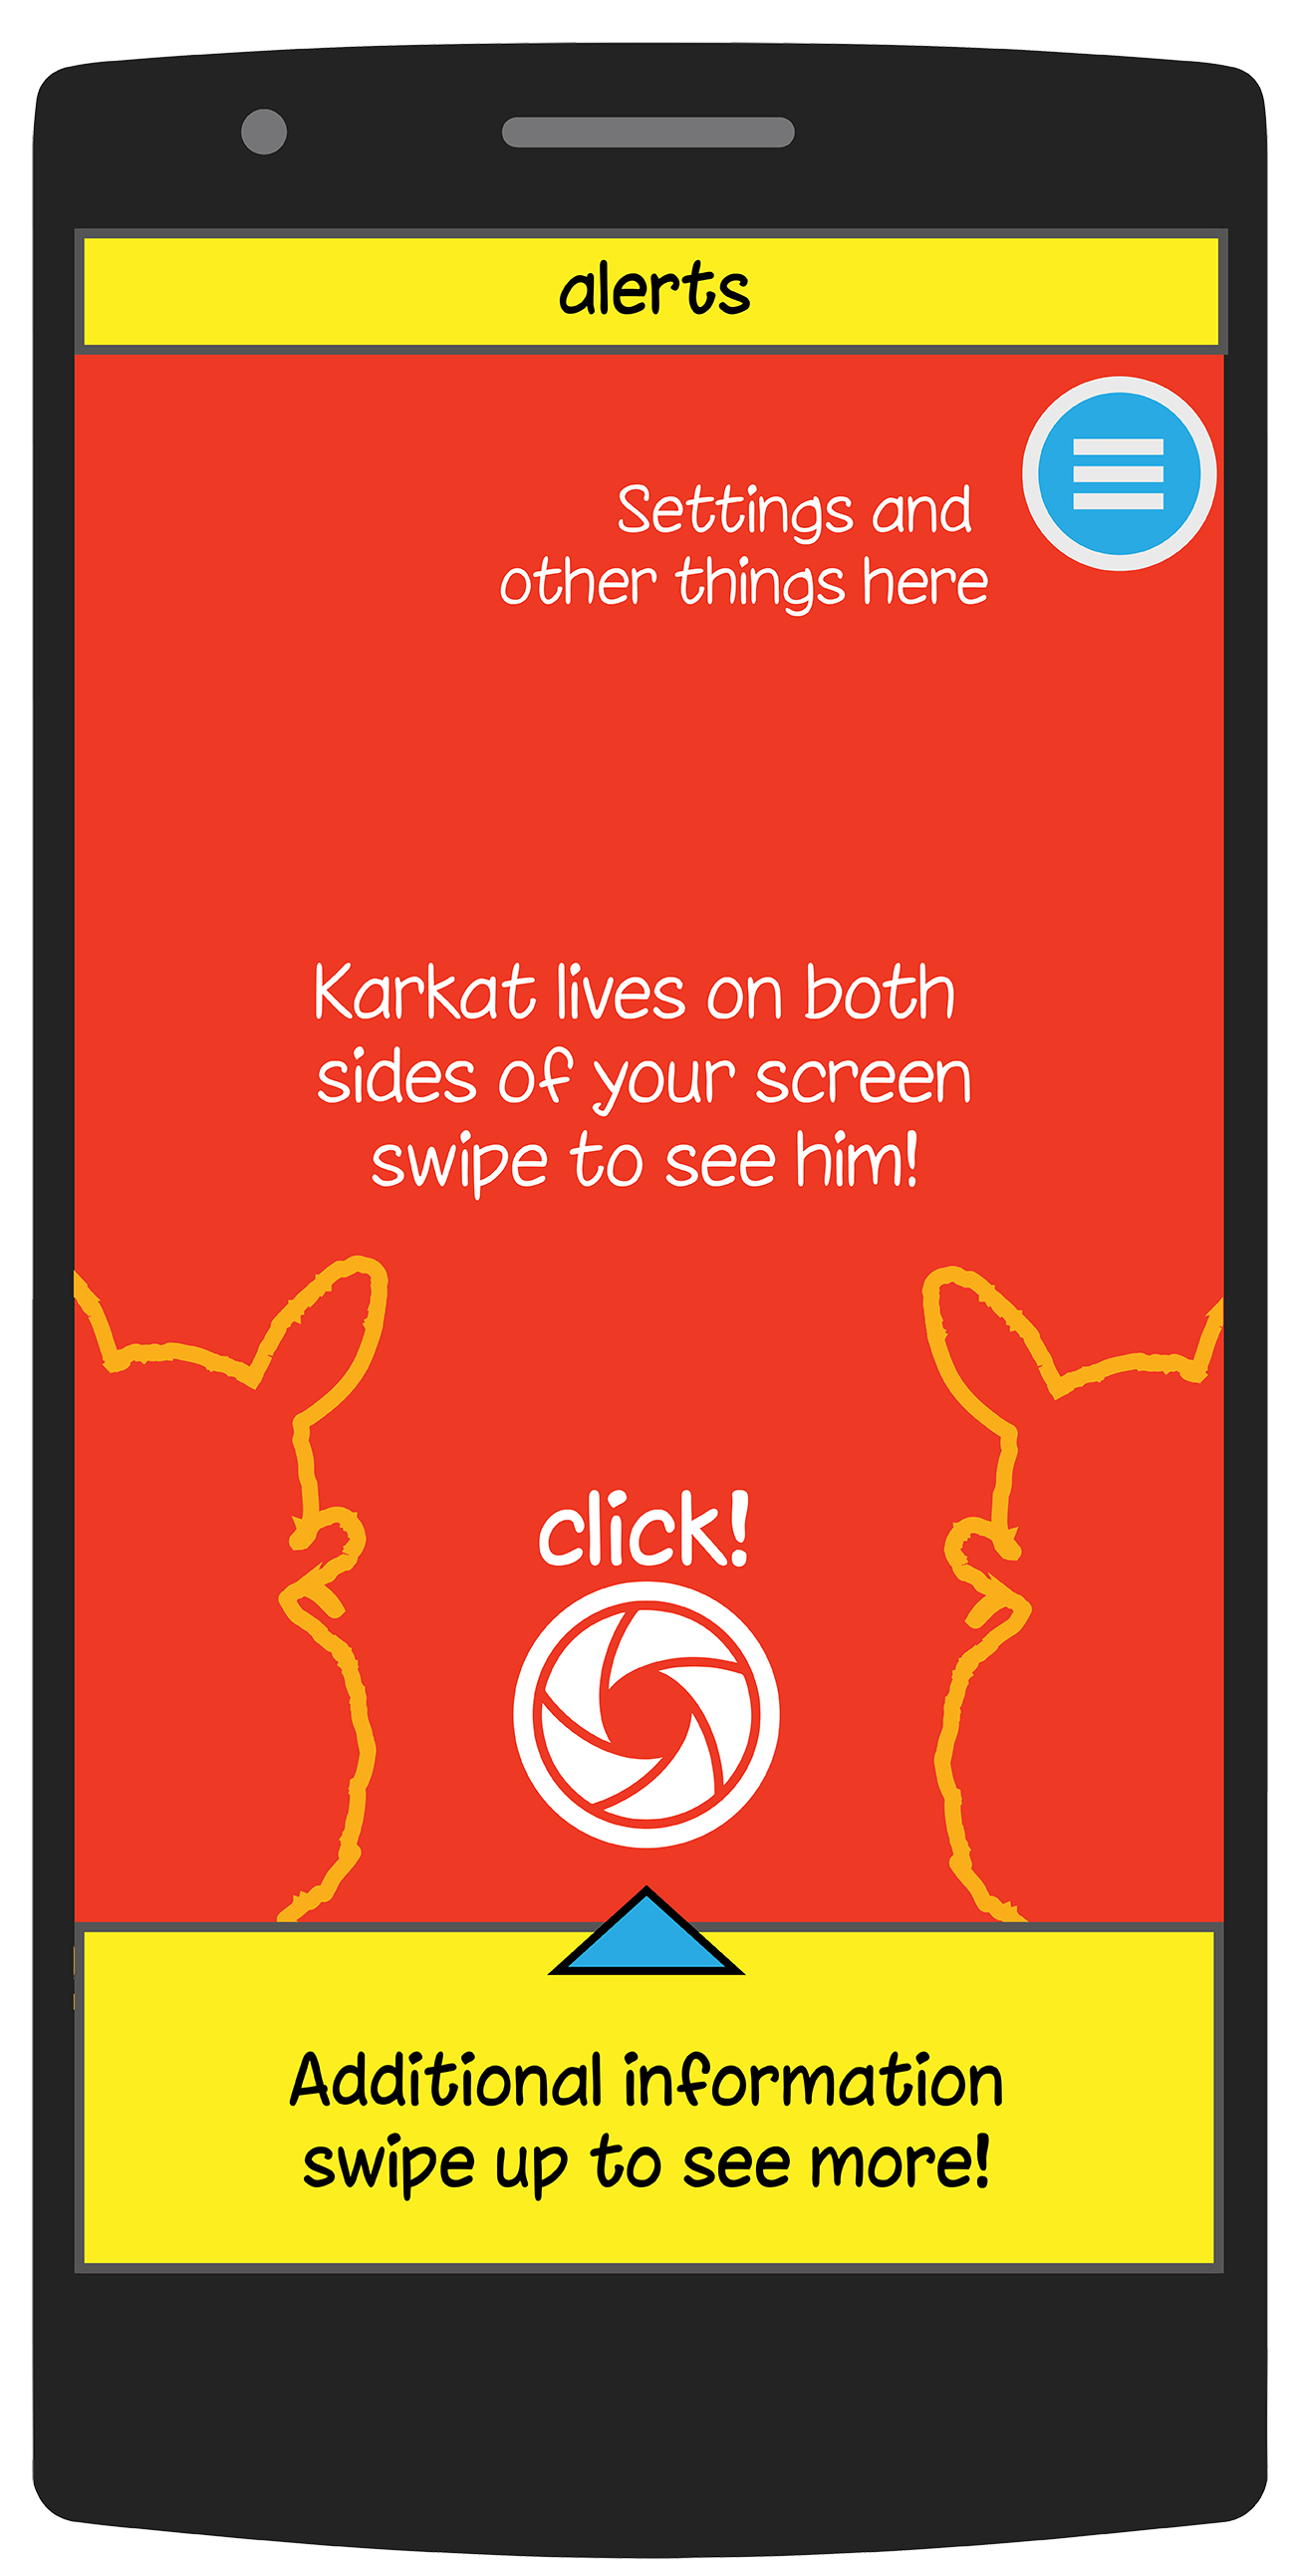 alerts
Settings and
other things here
Karkat lives on both
sides of your screen
swipe to see him!
click!
Additional information
swipe up to see more!